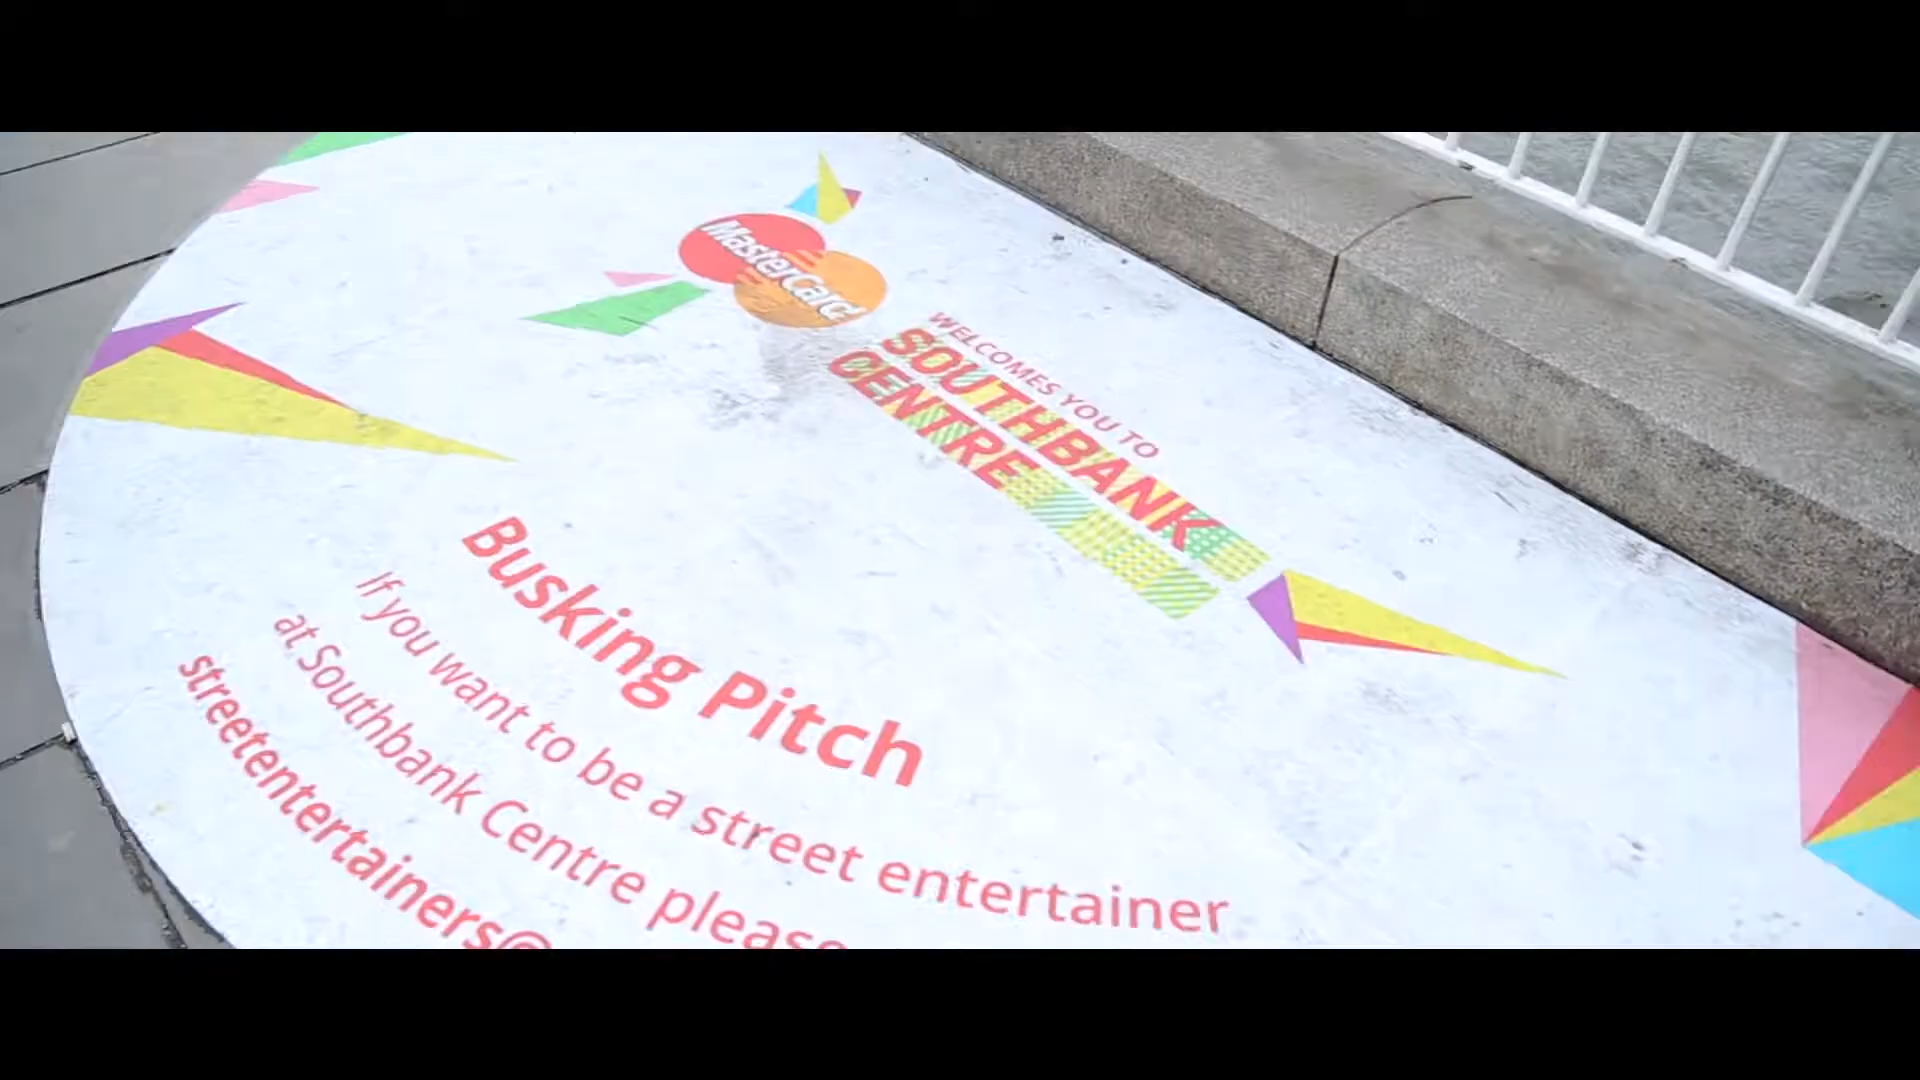 MasterCard
WELCOMES YOU TO
SOUTHBANK
CENTRE
Busking Pitch
If you want to be a street entertainer
at Southbank Centre please
streetentertainers@